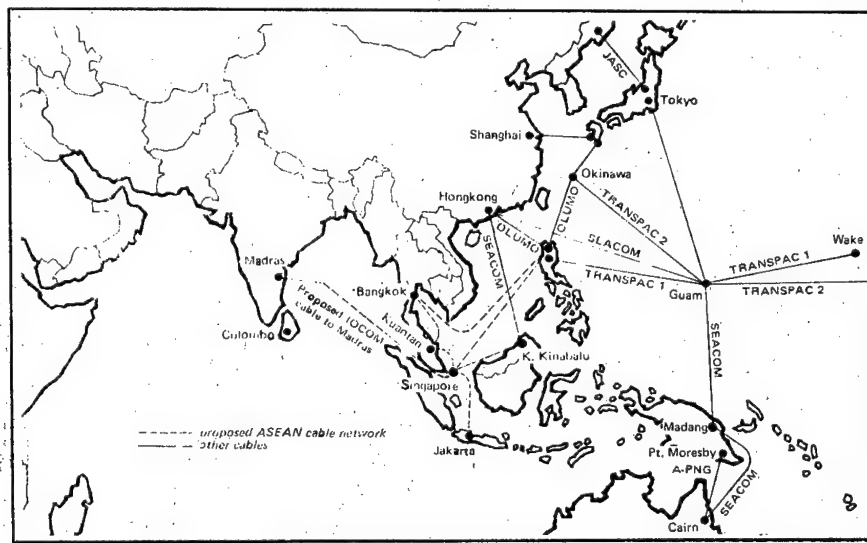 JASC
Tokyo
Shanghai
Okinawa
Hongkong
OLUMO
TRANSPAC 2
OLUMO
SLACOM
SEACOM
Wake
TRANSPAC 1
TRANSPAC 1
Guam
TRANSPAC 2
Madras
Bangkok
Proposed IOCOM
cable to Madras
Kuantan
Colombo
K. Kinabalu
Singapore
SEACOM
proposed ASEAN cable network
other cables
Jakarta
Madang
Pt. Moresby
A-PNG
SEACOM
Cairn